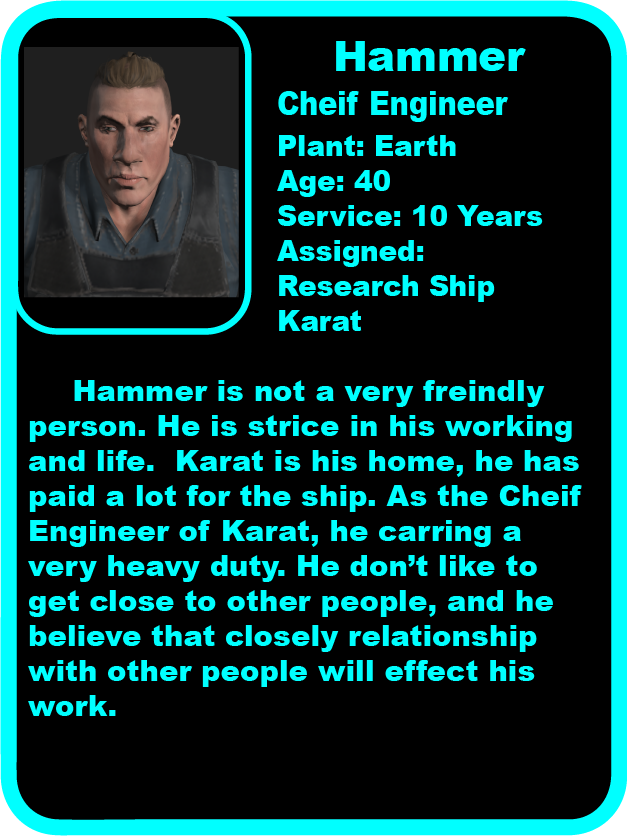 Hammer
Cheif Engineer
Plant: Earth
Age: 40
Service: 10 Years
Assigned:
Research Ship
Karat
Hammer is not a very freindly
person. He is strice in his working
and life.  Karat is his home, he has
paid a lot for the ship. As the Cheif
Engineer of Karat, he carring a
very heavy duty. He don’t like to
get close to other people, and he
believe that closely relationship
with other people will effect his
work.